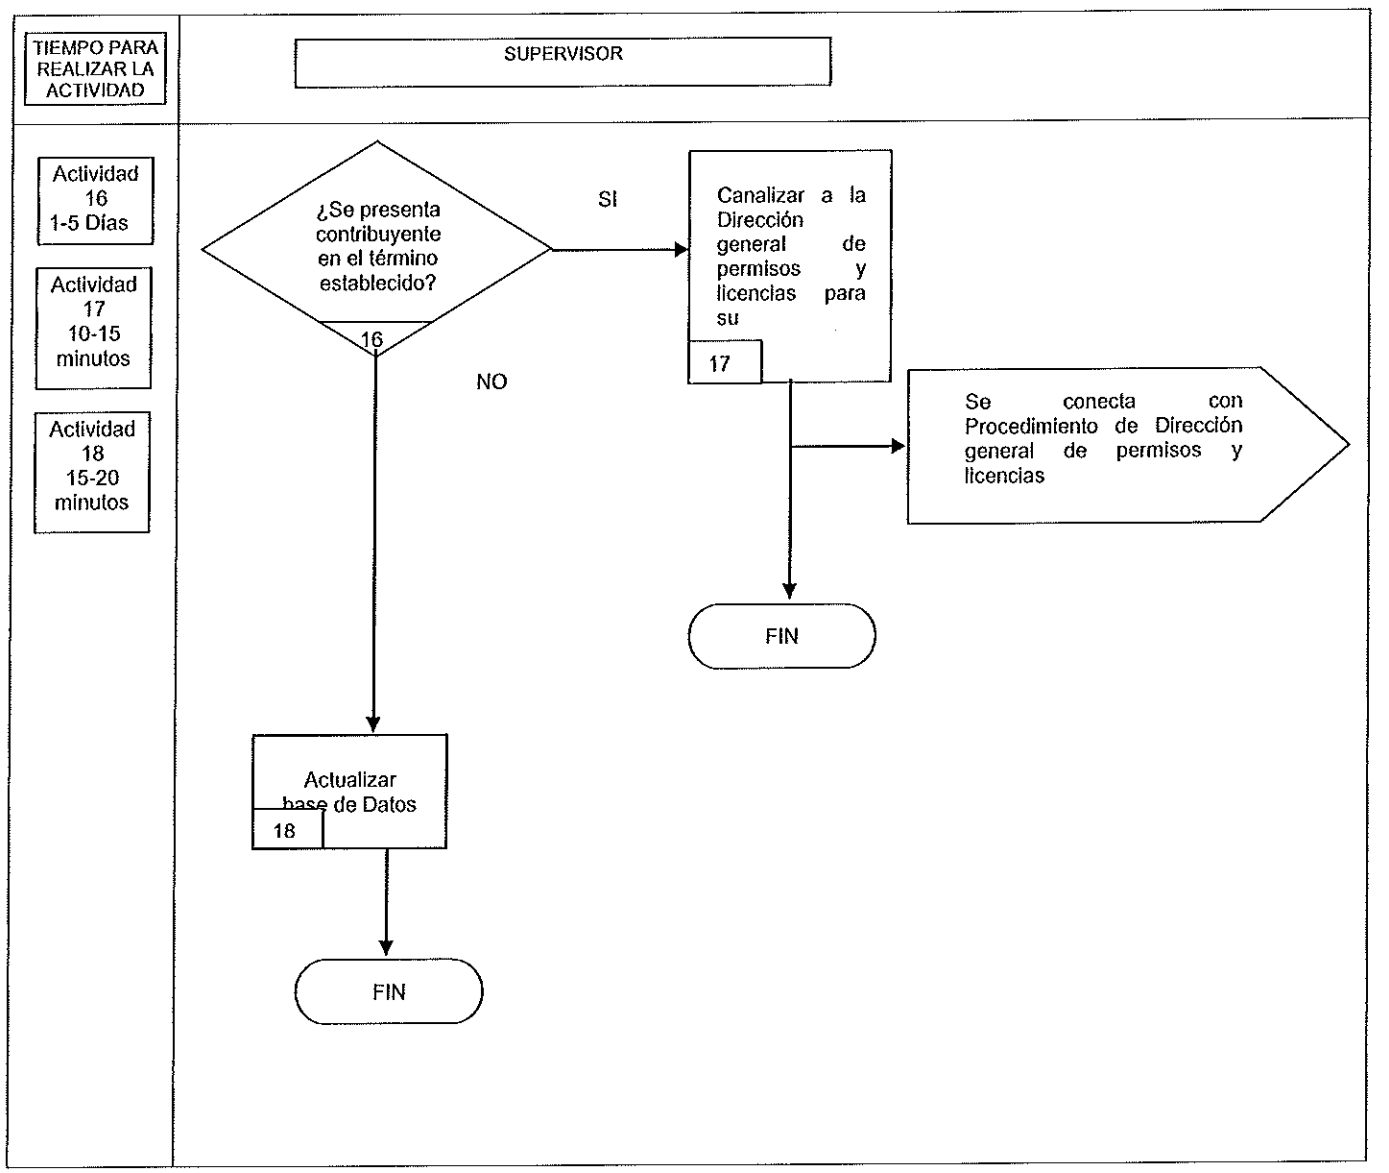 TIEMPO PARA
REALIZAR LA
ACTIVIDAD
SUPERVISOR
Actividad
16
1-5 Días
Actividad
17
10-15
minutos
Actividad
18
15-20
minutos
¿Se presenta
contribuyente
en el término
establecido?
16
SI
NO
Canalizar a la
Dirección
general de
permisos y
licencias para
su
17
Se conecta con
Procedimiento de Dirección
general de permisos y
licencias
FIN
Actualizar
base de Datos
18
FIN